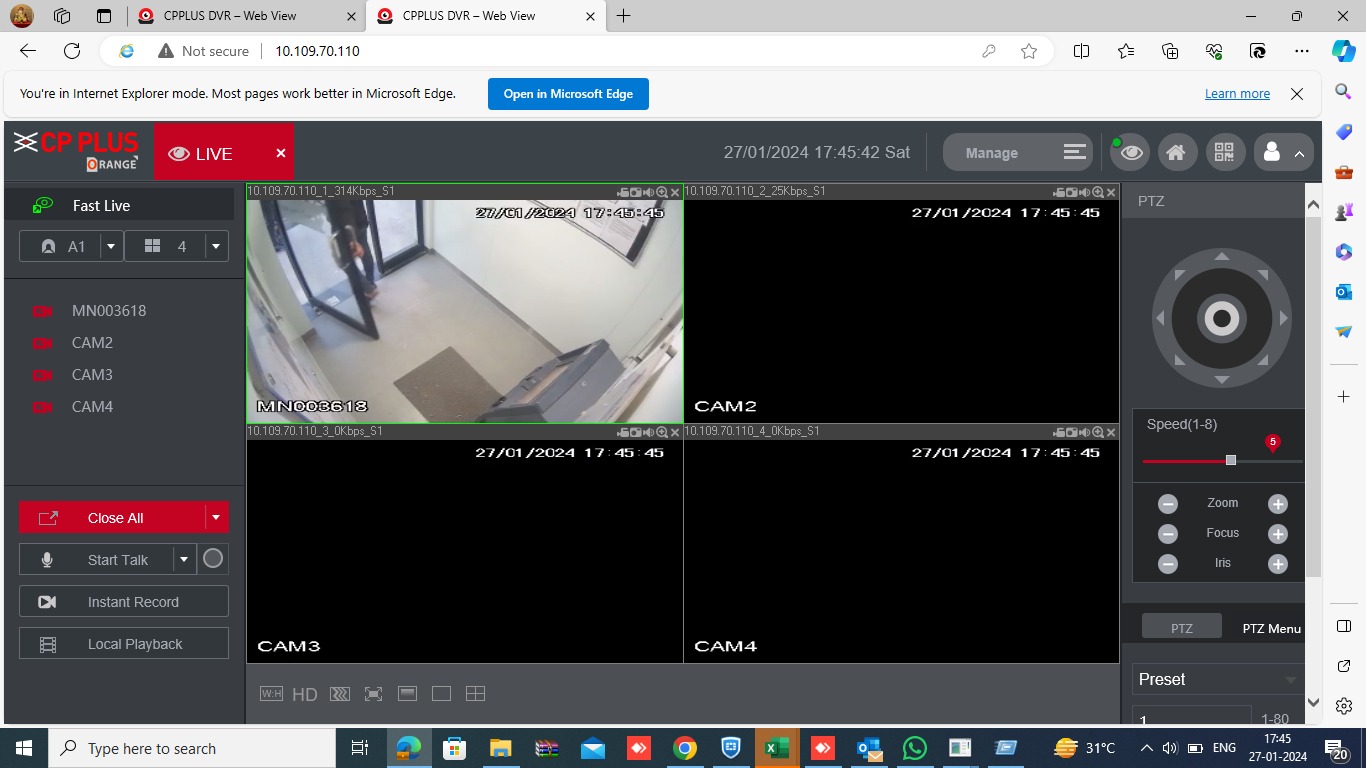 CPPLUS DVR – Web View
CPPLUS DVR – Web View
Not secure
10.109.70.110
You're in Internet Explorer mode. Most pages work better in Microsoft Edge.
Open in Microsoft Edge
Learn more
CP PLUS
ORANGE
LIVE
27/01/2024 17:45:42 Sat
Manage
Fast Live
A1
4
MN003618
CAM2
CAM3
CAM4
Close All
Start Talk
Instant Record
Local Playback
10.109.70.110_1_314Kbps_S1
27/01/2024 17:45:45
MN003618
10.109.70.110_2_25Kbps_S1
27/01/2024 17:45:45
CAM2
10.109.70.110_3_0Kbps_S1
27/01/2024 17:45:45
CAM3
10.109.70.110_4_0Kbps_S1
27/01/2024 17:45:45
CAM4
W:H
HD
PTZ
Speed(1-8)
5
Zoom
Focus
Iris
PTZ
PTZ Menu
Preset
1
1-80
Type here to search
31°C
ENG
17:45
27-01-2024
20